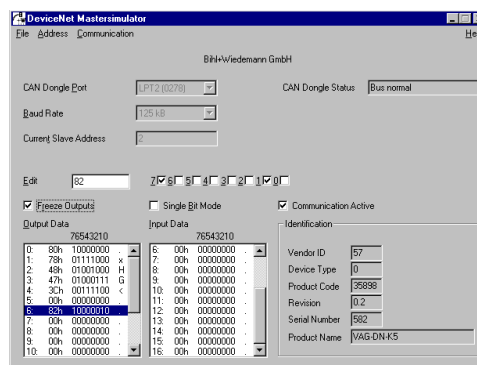 DeviceNet Mastersimulator
File Address Communication He
Bihl+Wiedemann GmbH
CAN Dongle Port LPT2 (0278) CAN Dongle Status Bus normal
Baud Rate 125 kB
Current Slave Address 2
Edit 82 7 6 5 4 3 2 1 0
Freeze Outputs Single Bit Mode Communication Active
Output Data Input Data Identification
76543210 76543210
0: 80h 10000000 . 6: 00h 00000000 .
1: 78h 01111000 x 7: 00h 00000000 .
2: 48h 01001000 H 8: 00h 00000000 .
3: 47h 01000111 G 9: 00h 00000000 .
4: 3Ch 00111100 < 10: 00h 00000000 .
5: 00h 00000000 . 11: 00h 00000000 .
6: 82h 10000010 . 12: 00h 00000000 .
7: 00h 00000000 . 13: 00h 00000000 .
8: 00h 00000000 . 14: 00h 00000000 .
9: 00h 00000000 . 15: 00h 00000000 .
10: 00h 00000000 . 16: 00h 00000000 .
Vendor ID 57
Device Type 0
Product Code 35898
Revision 0.2
Serial Number 582
Product Name VAG-DN-K5